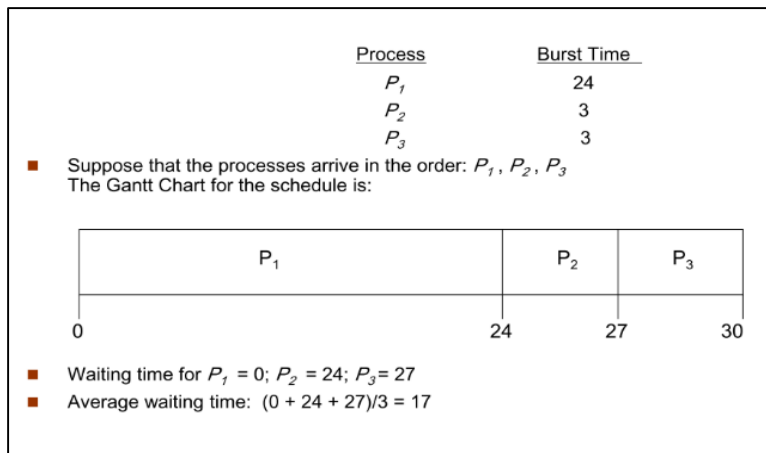 Process Burst Time
P1 24
P2 3
P3 3
Suppose that the processes arrive in the order: P1 , P2 , P3
The Gantt Chart for the schedule is:
P1 P2 P3
0 24 27 30
Waiting time for P1 = 0; P2 = 24; P3= 27
Average waiting time: (0 + 24 + 27)/3 = 17